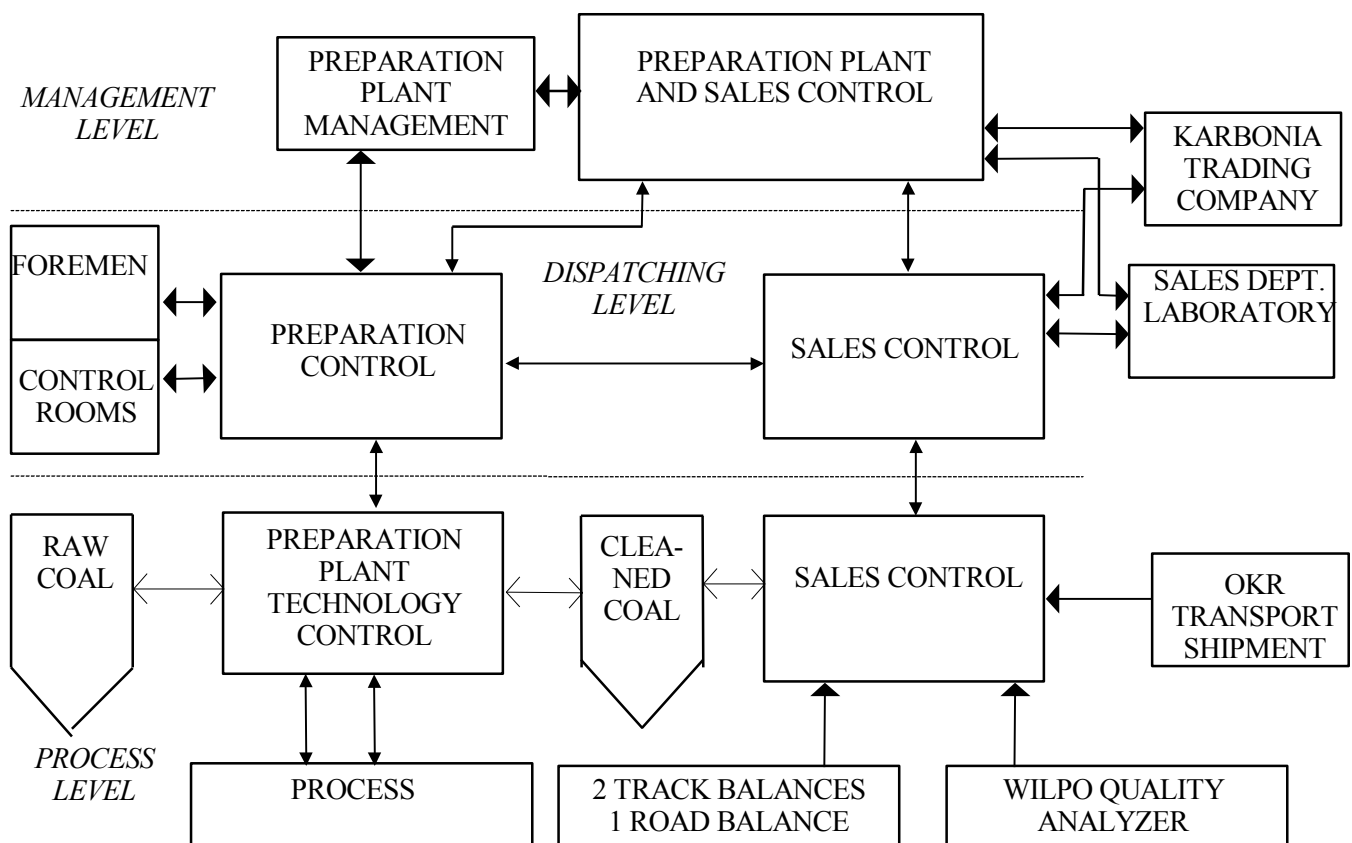 PREPARATION
PLANT
MANAGEMENT
PREPARATION PLANT
AND SALES CONTROL
MANAGEMENT
LEVEL
KARBONIA
TRADING
COMPANY
FOREMEN
DISPATCHING
LEVEL
SALES DEPT.
LABORATORY
PREPARATION
CONTROL
SALES CONTROL
CONTROL
ROOMS
RAW
COAL
PREPARATION
PLANT
TECHNOLOGY
CONTROL
CLEA-
NED
COAL
SALES CONTROL
OKR
TRANSPORT
SHIPMENT
PROCESS
LEVEL
PROCESS
2 TRACK BALANCES
1 ROAD BALANCE
WILPO QUALITY
ANALYZER